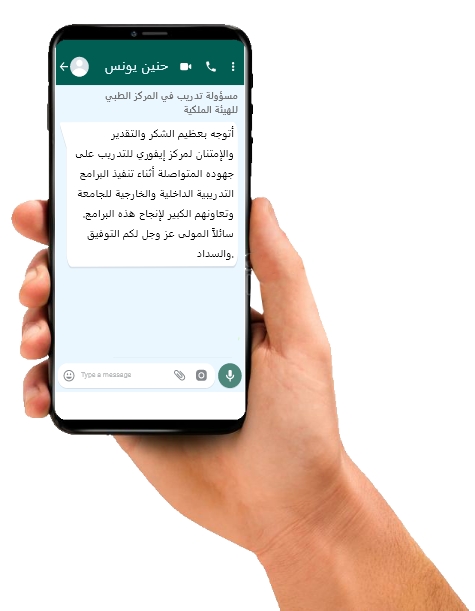 حنين يونس
مسؤولة تدريب في المركز الطبي
للهيئة الملكية
أتوجه بعظيم الشكر والتقدير
والإمتنان لمركز إيفوري للتدريب على
جهوده المتواصلة أثناء تنفيذ البرامج
التدريبية الداخلية والخارجية للجامعة
وتعاونهم الكبير لإنجاح هذه البرامج.
سائلاً المولى عز وجل لكم التوفيق
.والسداد
Type a message